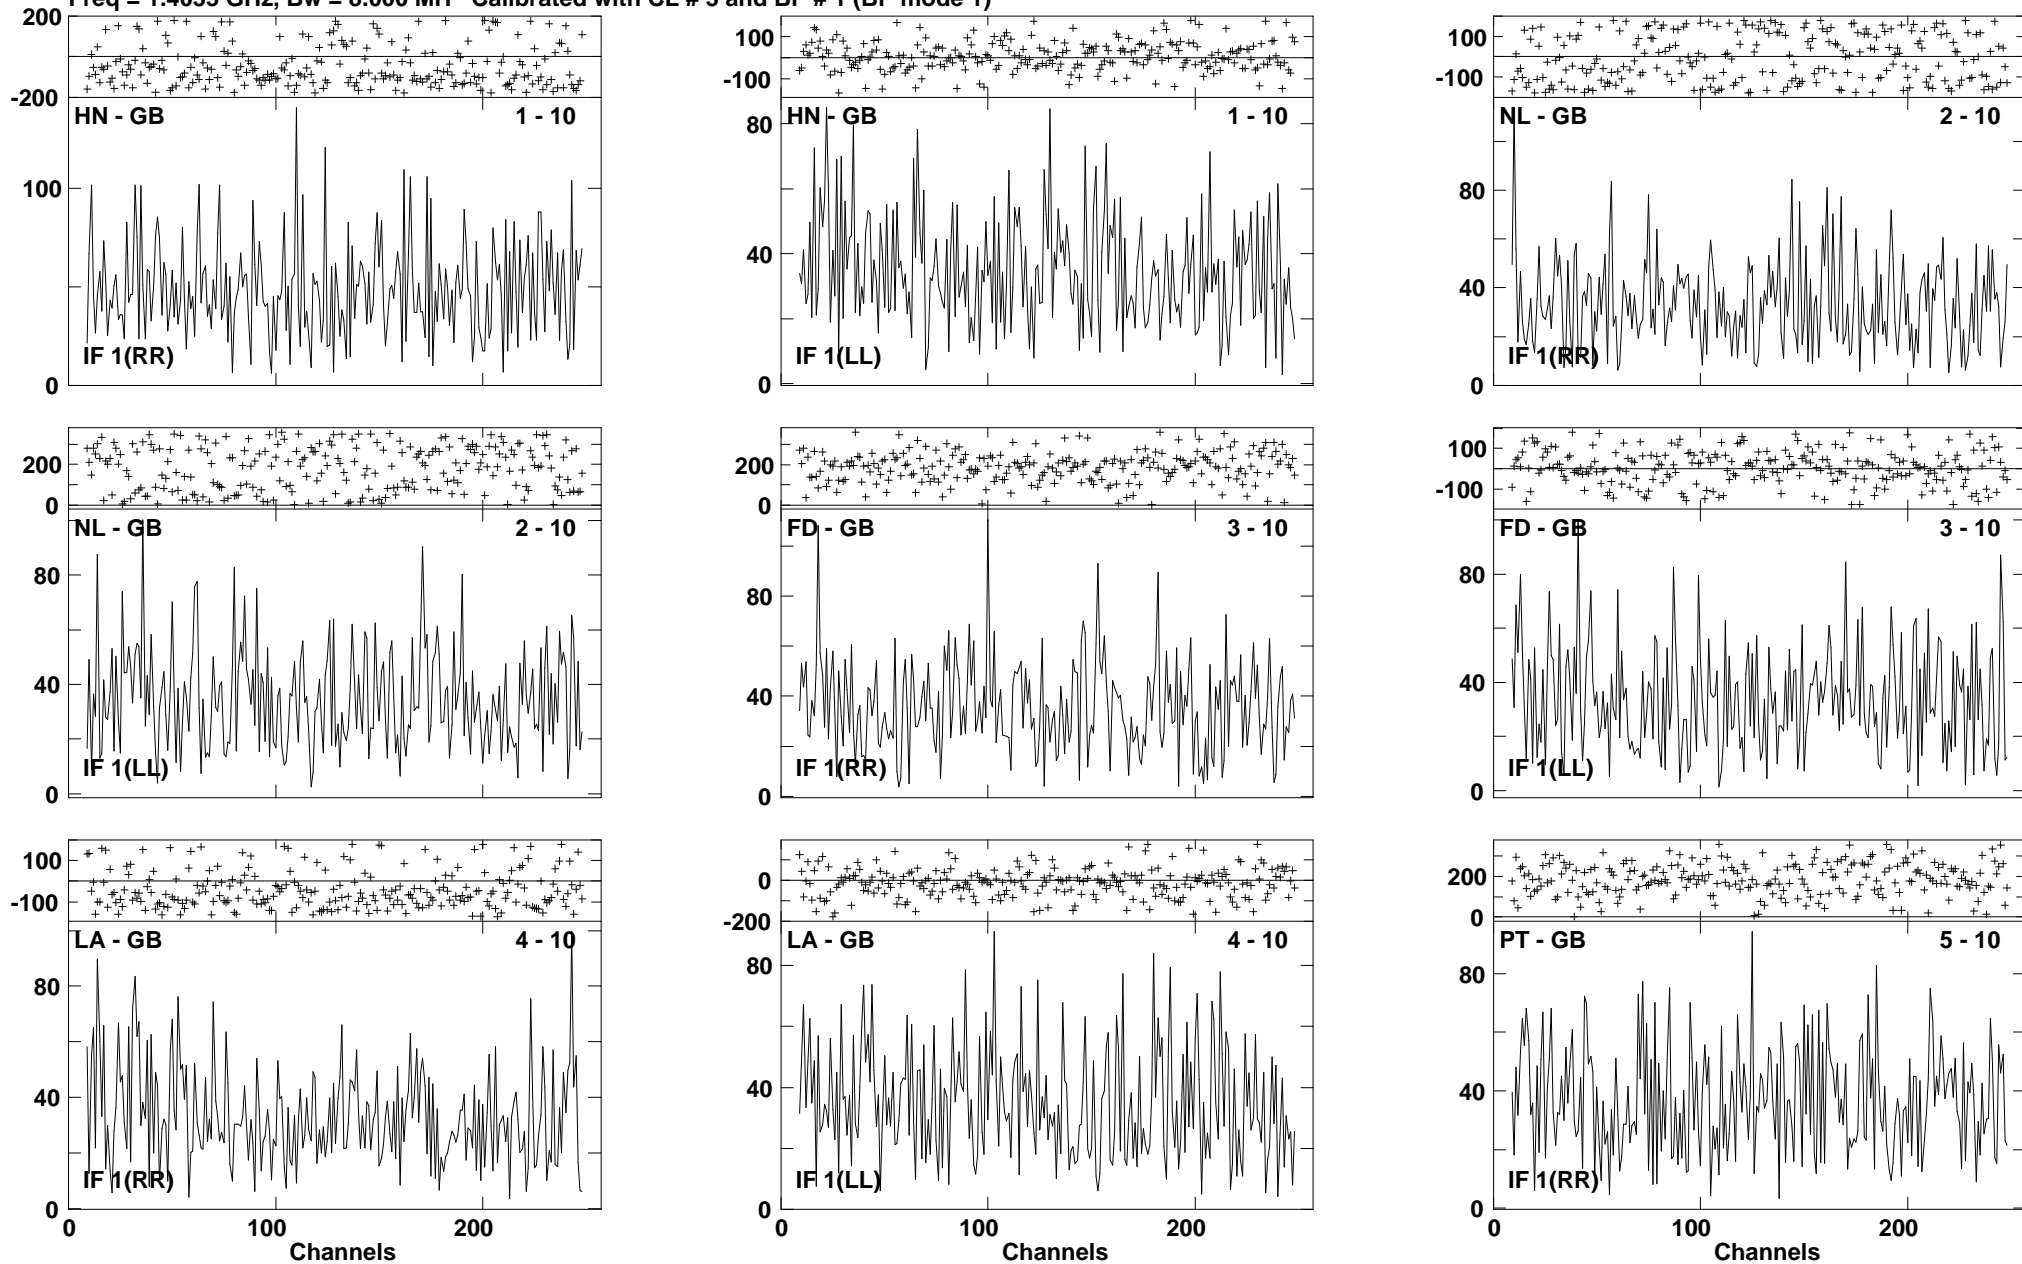 Freq = 1.4035 GHz, Bw = 8.000 MH Calibrated with CL # 3 and BP # 1 (BP mode 1)
200
-200
HN - GB 1 - 10
100
0
IF 1(RR)
100
-100
HN - GB 1 - 10
80
40
0
IF 1(LL)
100
-100
NL - GB 2 - 10
80
40
0
IF 1(RR)
200
0
NL - GB 2 - 10
80
40
0
IF 1(LL)
200
0
FD - GB 3 - 10
80
40
0
IF 1(RR)
100
-100
FD - GB 3 - 10
80
40
0
IF 1(LL)
100
-100
LA - GB 4 - 10
80
40
0
IF 1(RR)
0 100 200
Channels
0
-200
LA - GB 4 - 10
80
40
0
IF 1(LL)
0 100 200
Channels
200
0
PT - GB 5 - 10
80
40
0
IF 1(RR)
0 100 200
Channels